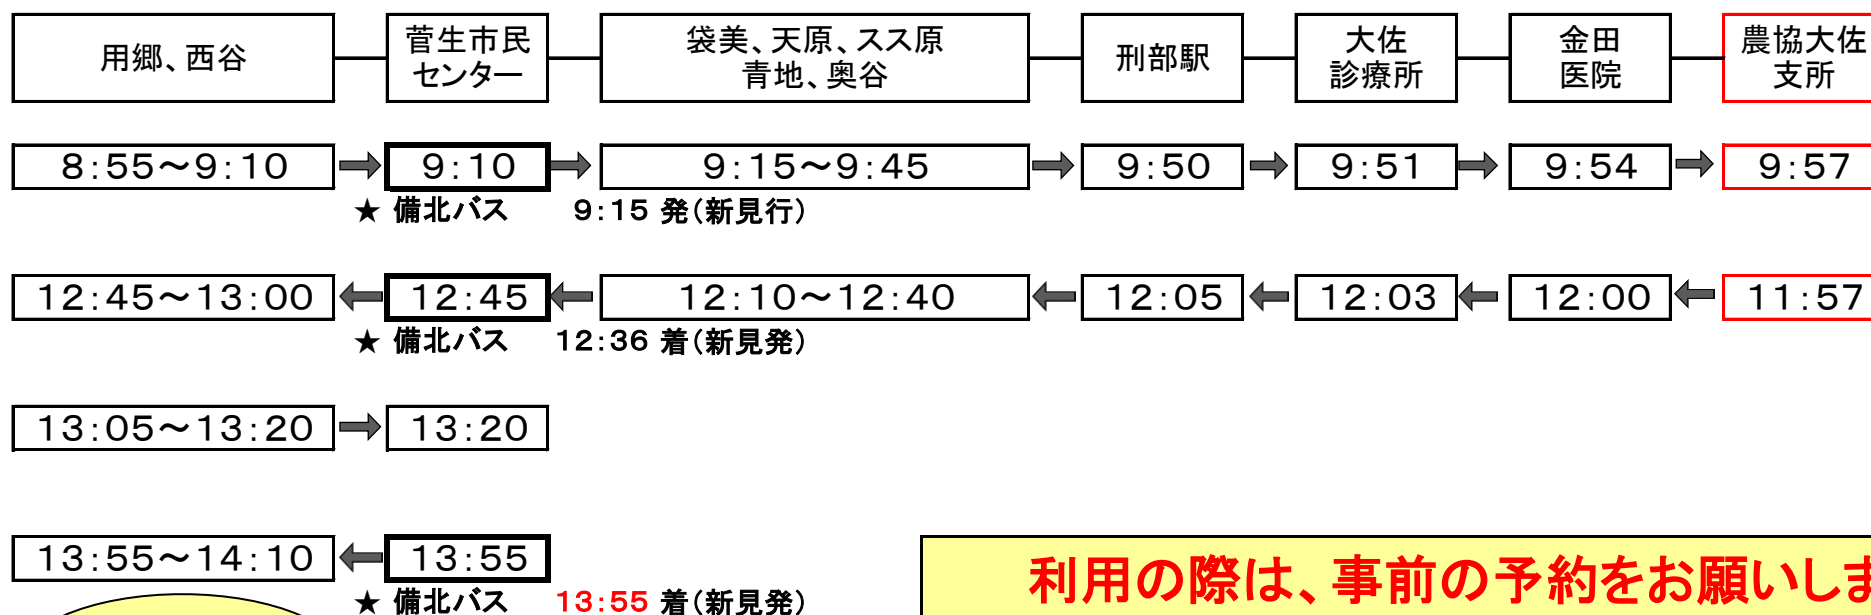 用郷、西谷
菅生市民
センター
袋美、天原、スス原
青地、奥谷
刑部駅
大佐
診療所
金田
医院
農協大佐
支所
8:55～9:10
9:10
9:15～9:45
9:50
9:51
9:54
9:57
★ 備北バス 9:15 発(新見行)
12:45～13:00
12:45
12:10～12:40
12:05
12:03
12:00
11:57
★ 備北バス 12:36 着(新見発)
13:05～13:20
13:20
13:55～14:10
13:55
★ 備北バス 13:55 着(新見発)
利用の際は、事前の予約をお願いしま